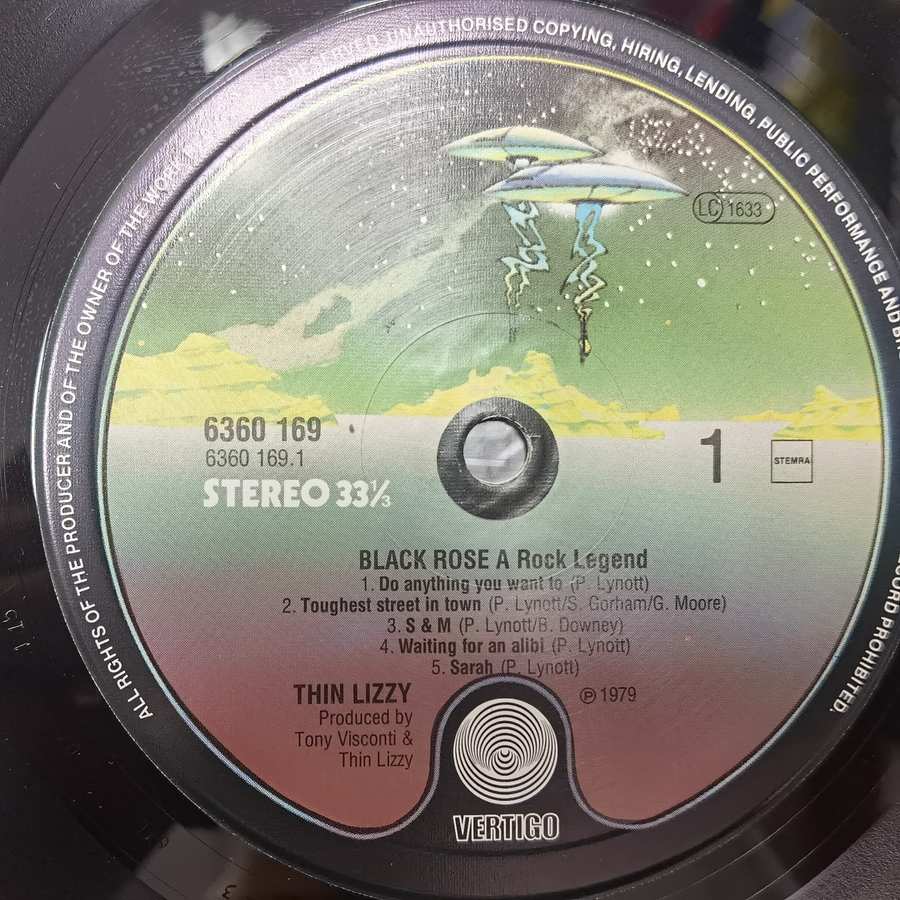 ALL RIGHTS OF THE PRODUCER AND OF THE OWNER OF THE WORK
UNAUTHORISED COPYING, HIRING, LENDING, PUBLIC PERFORMANCE AND
RECORD PROHIBITED.
LC 1633
6360 169
6360 169.1
STEREO 33⅓
1
STEMRA
BLACK ROSE A Rock Legend
1. Do anything you want to (P. Lynott)
2. Toughest street in town (P. Lynott/S. Gorham/G. Moore)
3. S & M (P. Lynott/B. Downey)
4. Waiting for an alibi (P. Lynott)
5. Sarah (P. Lynott)
THIN LIZZY
℗ 1979
Produced by
Tony Visconti &
Thin Lizzy
VERTIGO